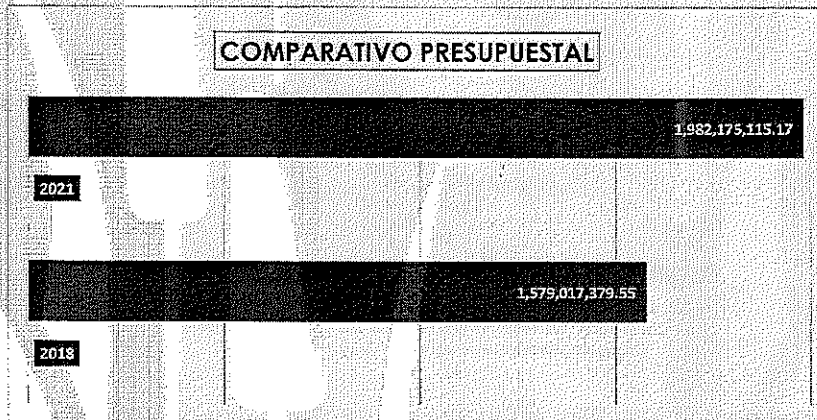 COMPARATIVO PRESUPUESTAL
1,982,175,115.17
2021
1,579,017,379.55
2018